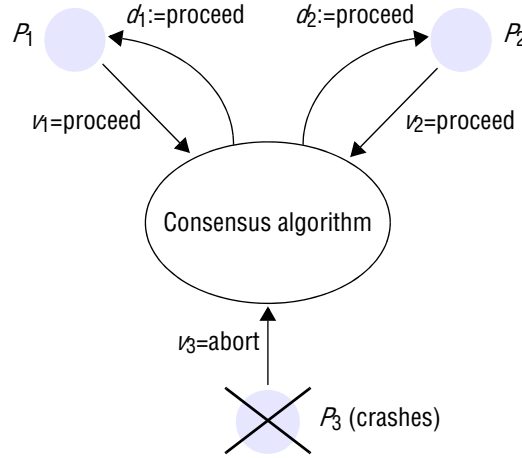 P1
d1:=proceed
d2:=proceed
P2
v1=proceed
v2=proceed
Consensus algorithm
v3=abort
P3 (crashes)